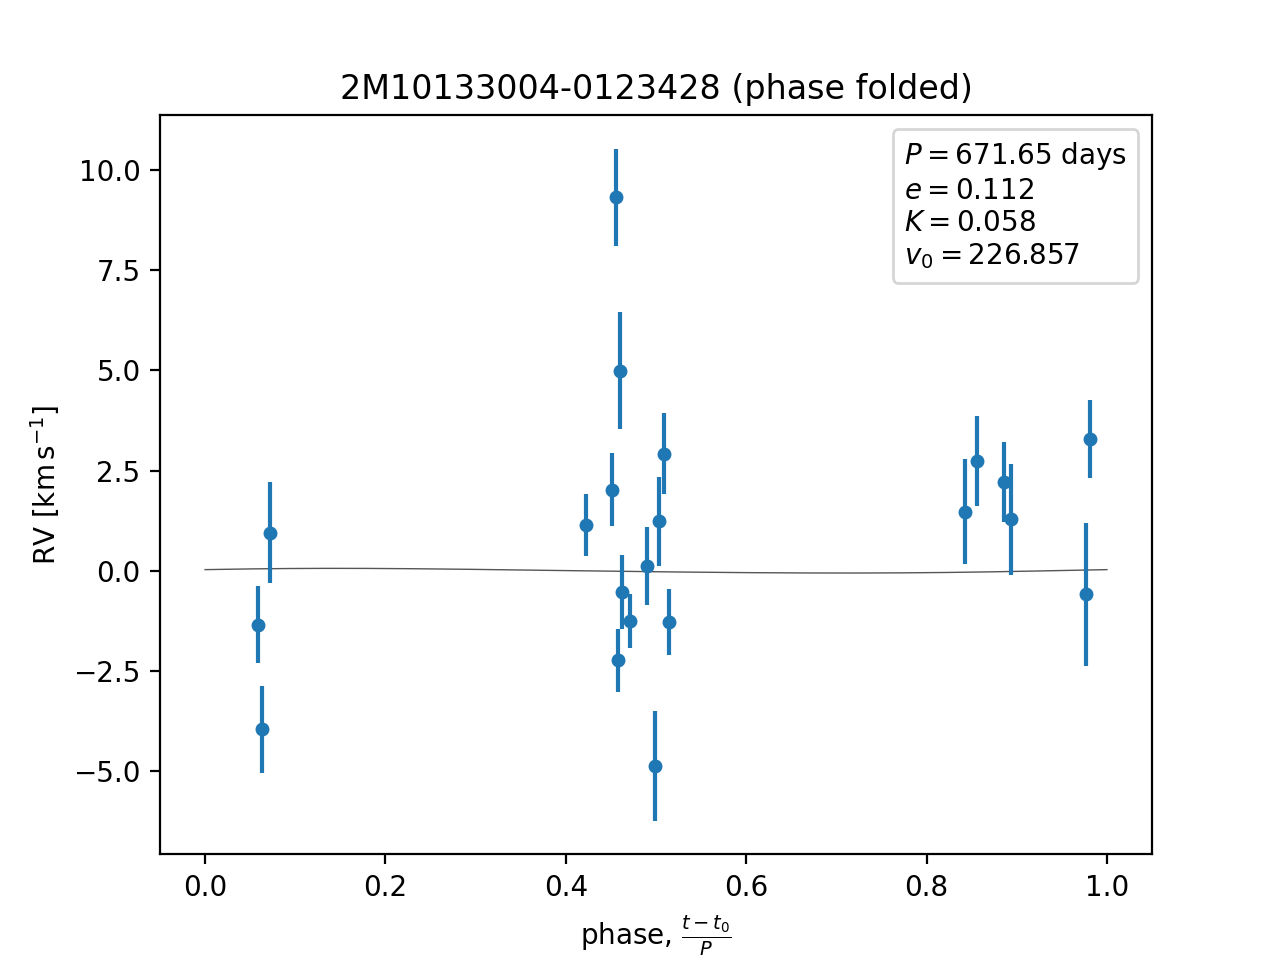 2M10133004-0123428 (phase folded)
P = 671.65 days
e = 0.112
K = 0.058
v₀ = 226.857
10.0
7.5
5.0
2.5
0.0
−2.5
−5.0
RV [km s⁻¹]
0.0 0.2 0.4 0.6 0.8 1.0
phase, (t − t₀)/P